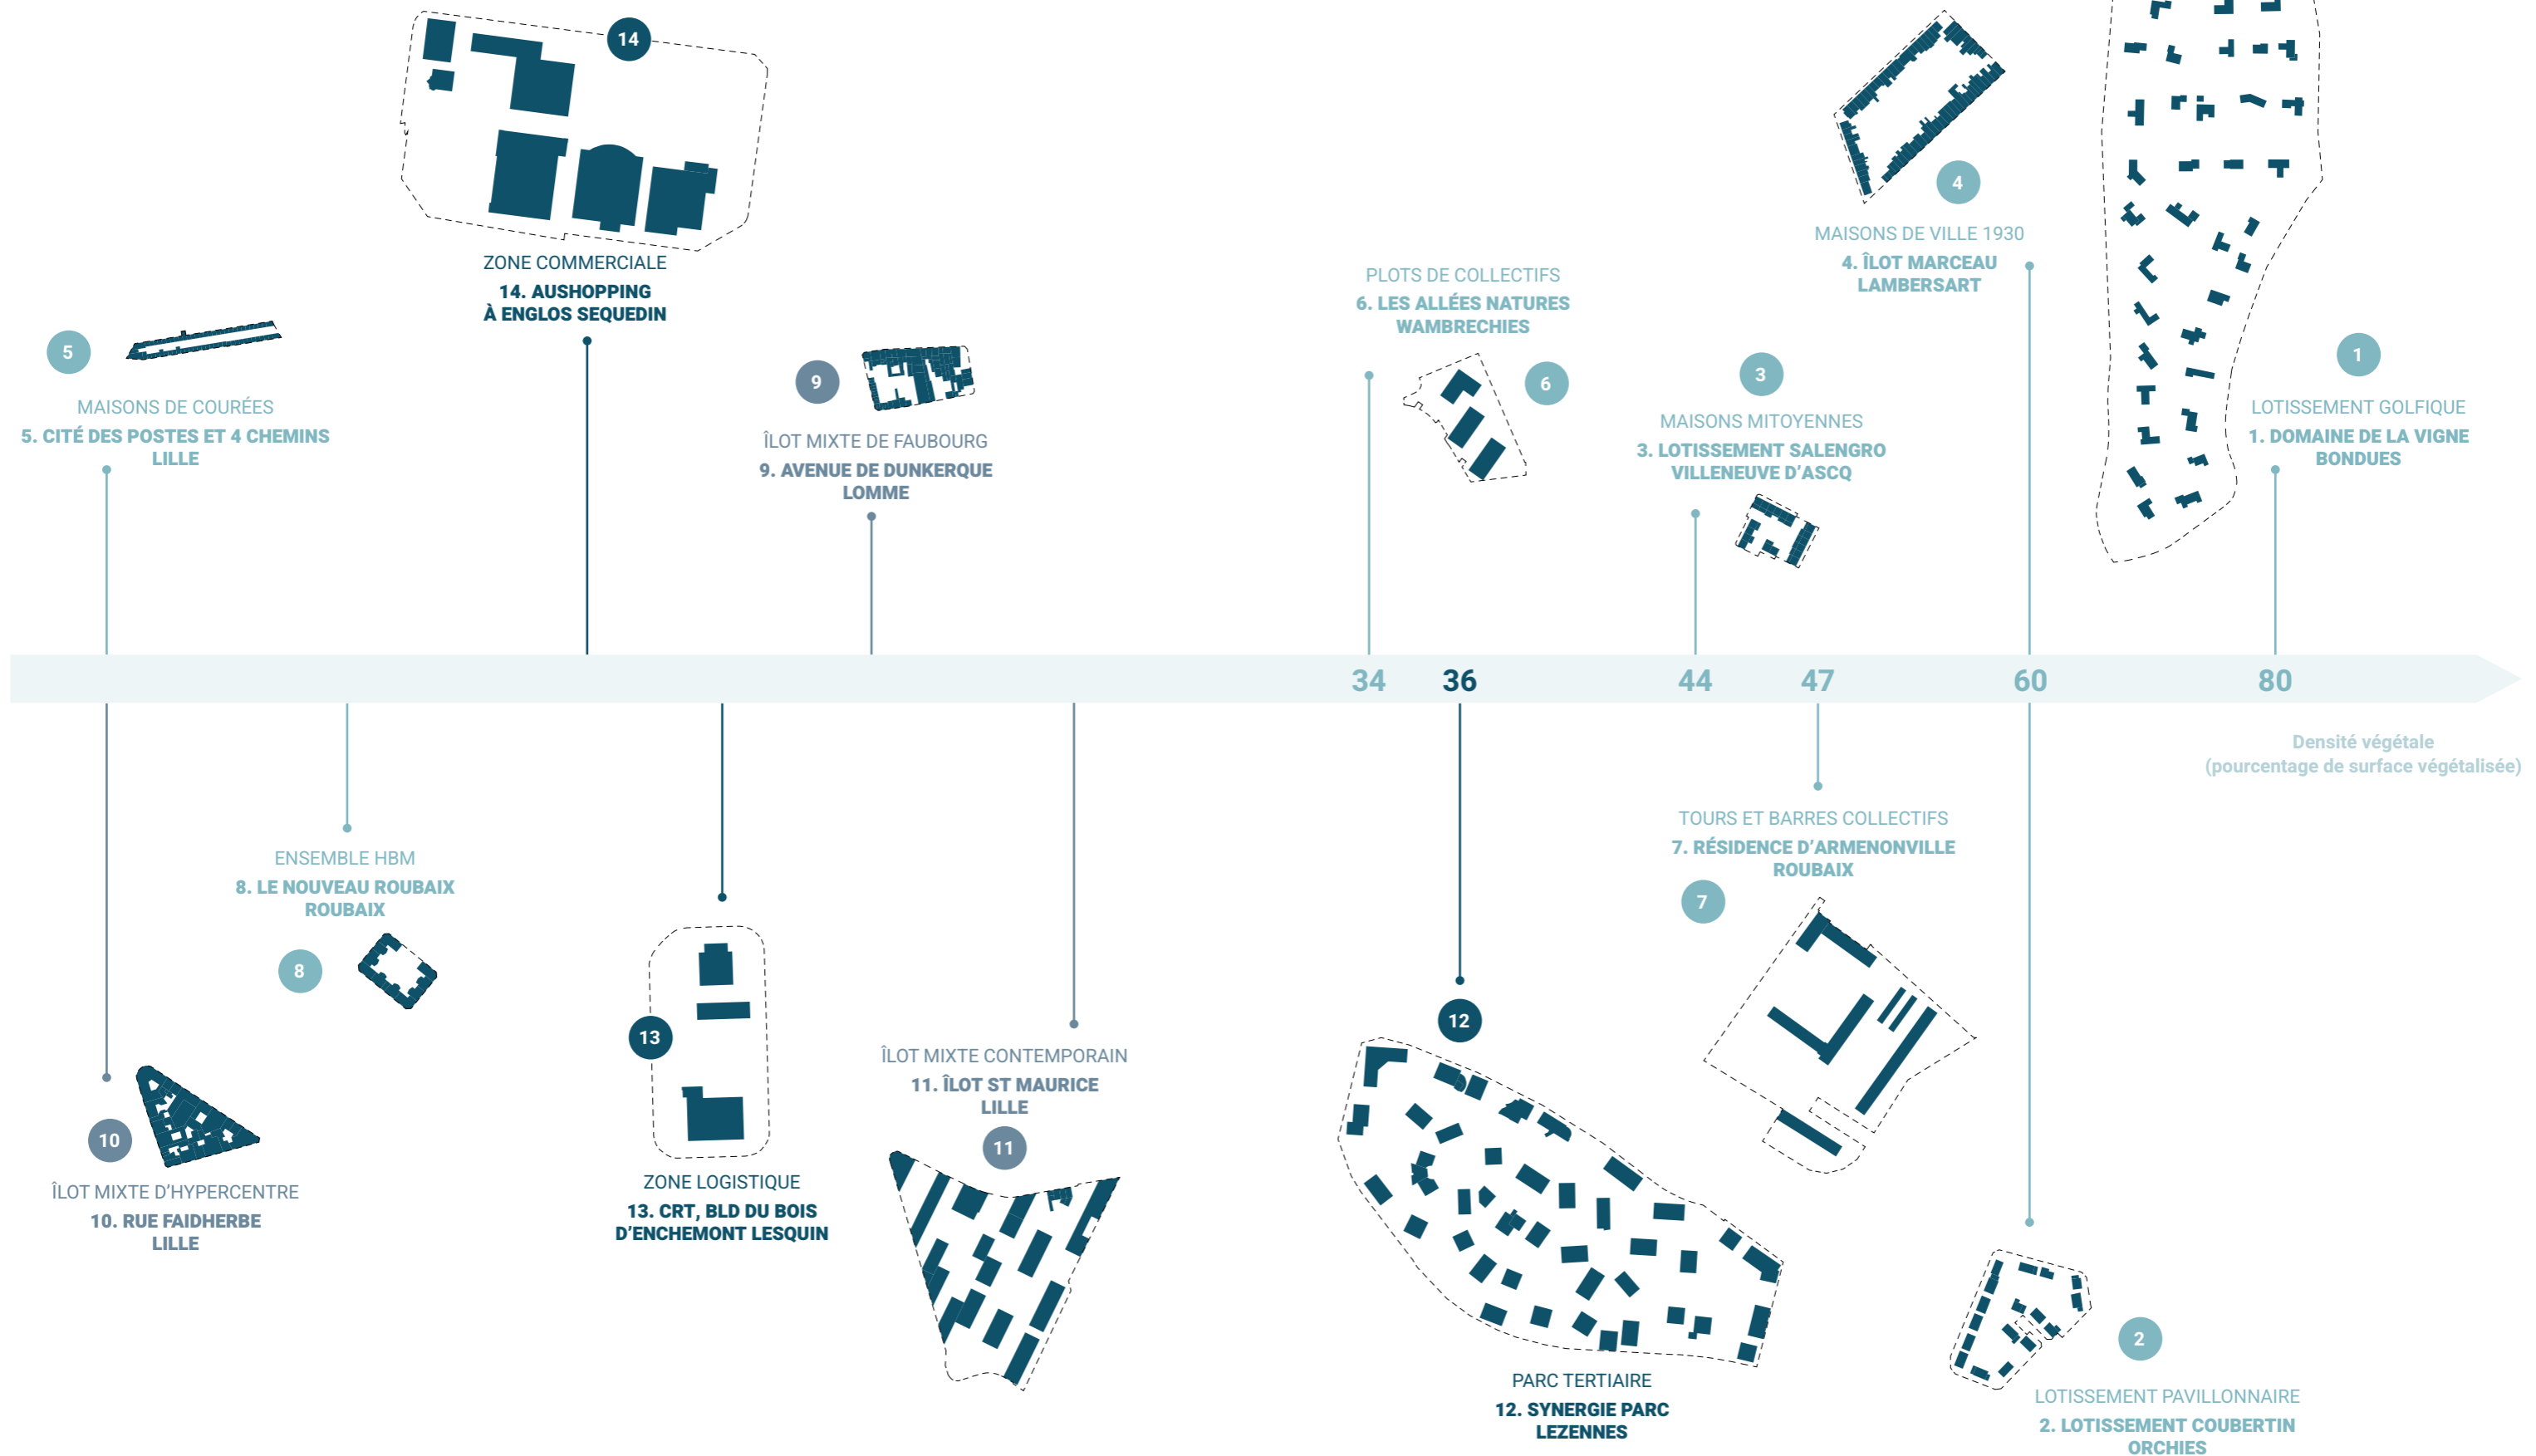 14
ZONE COMMERCIALE
14. AUSHOPPING
À ENGLOS SEQUEDIN
5
MAISONS DE COURÉES
5. CITÉ DES POSTES ET 4 CHEMINS
LILLE
9
ÎLOT MIXTE DE FAUBOURG
9. AVENUE DE DUNKERQUE
LOMME
PLOTS DE COLLECTIFS
6. LES ALLÉES NATURES
WAMBRECHIES
6
3
MAISONS MITOYENNES
3. LOTISSEMENT SALENGRO
VILLENEUVE D’ASCQ
4
MAISONS DE VILLE 1930
4. ÎLOT MARCEAU
LAMBERSART
1
LOTISSEMENT GOLFIQUE
1. DOMAINE DE LA VIGNE
BONDUES
34 36 44 47 60 80
Densité végétale
(pourcentage de surface végétalisée)
10
ÎLOT MIXTE D’HYPERCENTRE
10. RUE FAIDHERBE
LILLE
ENSEMBLE HBM
8. LE NOUVEAU ROUBAIX
ROUBAIX
8
13
ZONE LOGISTIQUE
13. CRT, BLD DU BOIS
D’ENCHEMONT LESQUIN
ÎLOT MIXTE CONTEMPORAIN
11. ÎLOT ST MAURICE
LILLE
11
12
PARC TERTIAIRE
12. SYNERGIE PARC
LEZENNES
TOURS ET BARRES COLLECTIFS
7. RÉSIDENCE D’ARMENONVILLE
ROUBAIX
7
2
LOTISSEMENT PAVILLONNAIRE
2. LOTISSEMENT COUBERTIN
ORCHIES